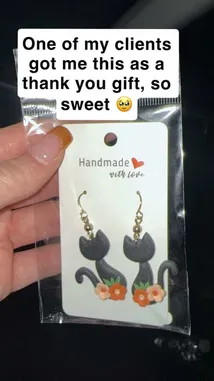 One of my clients
got me this as a
thank you gift, so
sweet 🥹
Handmade
with love